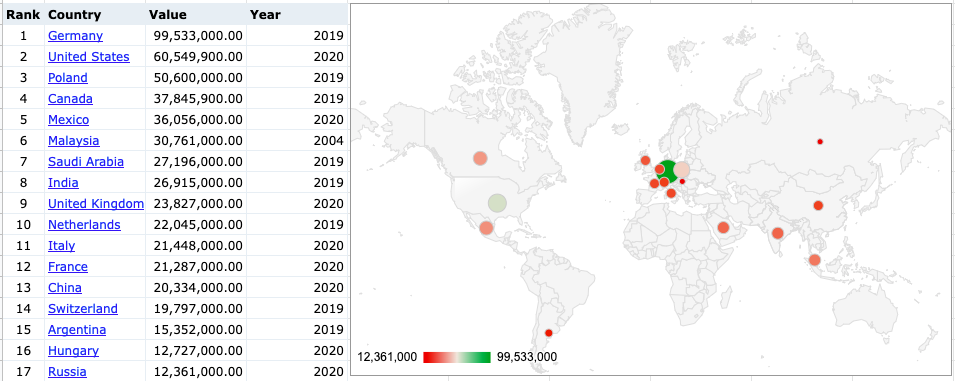 Rank Country Value Year
1 Germany 99,533,000.00 2019
2 United States 60,549,900.00 2020
3 Poland 50,600,000.00 2019
4 Canada 37,845,900.00 2019
5 Mexico 36,056,000.00 2020
6 Malaysia 30,761,000.00 2004
7 Saudi Arabia 27,196,000.00 2019
8 India 26,915,000.00 2019
9 United Kingdom 23,827,000.00 2020
10 Netherlands 22,045,000.00 2019
11 Italy 21,448,000.00 2020
12 France 21,287,000.00 2020
13 China 20,334,000.00 2020
14 Switzerland 19,797,000.00 2019
15 Argentina 15,352,000.00 2019
16 Hungary 12,727,000.00 2020
17 Russia 12,361,000.00 2020
12,361,000 99,533,000